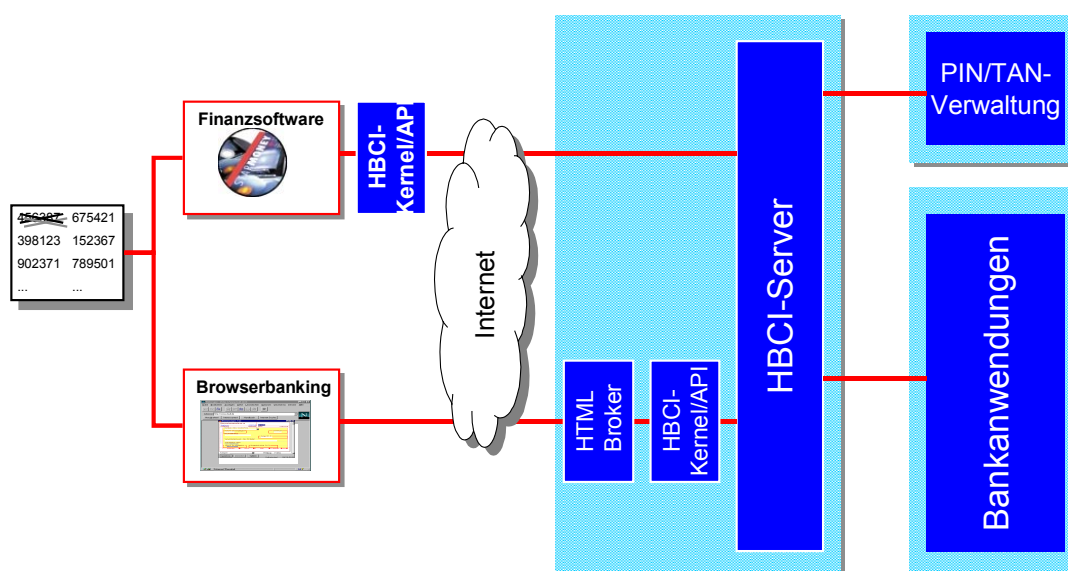 456387 675421
398123 152367
902371 789501
... ...
Finanzsoftware
HBCI-
Kernel/API
Browserbanking
Internet
HTML
Broker
HBCI-
Kernel/API
HBCI-Server
PIN/TAN-
Verwaltung
Bankanwendungen